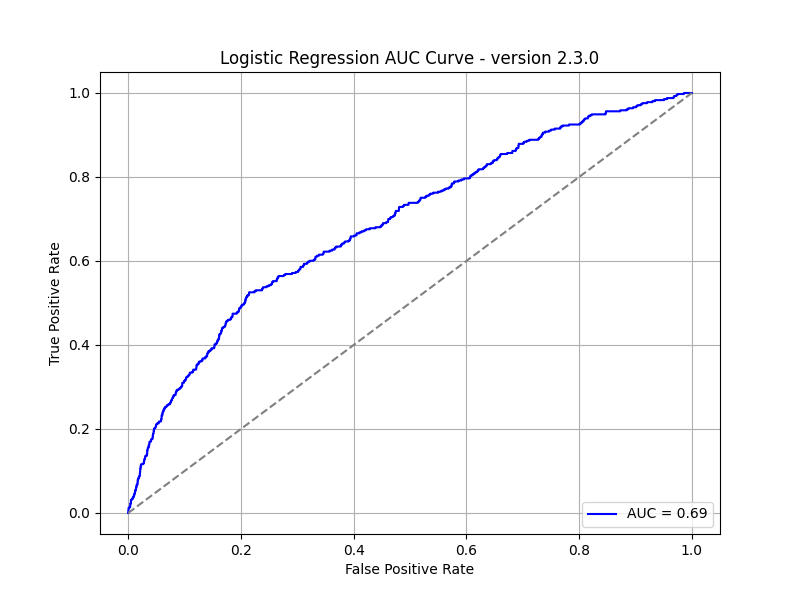 Logistic Regression AUC Curve - version 2.3.0
True Positive Rate
1.0
0.8
0.6
0.4
0.2
0.0
AUC = 0.69
0.0 0.2 0.4 0.6 0.8 1.0
False Positive Rate